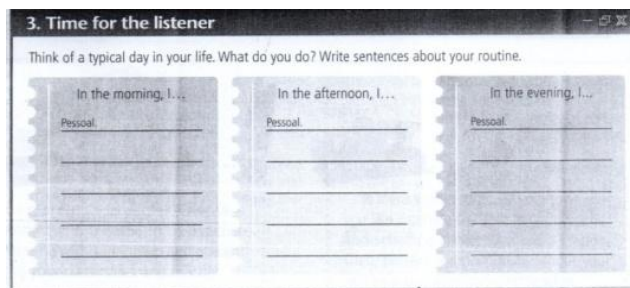 3. Time for the listener
Think of a typical day in your life. What do you do? Write sentences about your routine.
In the morning, I...
Pessoal.
In the afternoon, I...
Pessoal.
In the evening, I...
Pessoal.